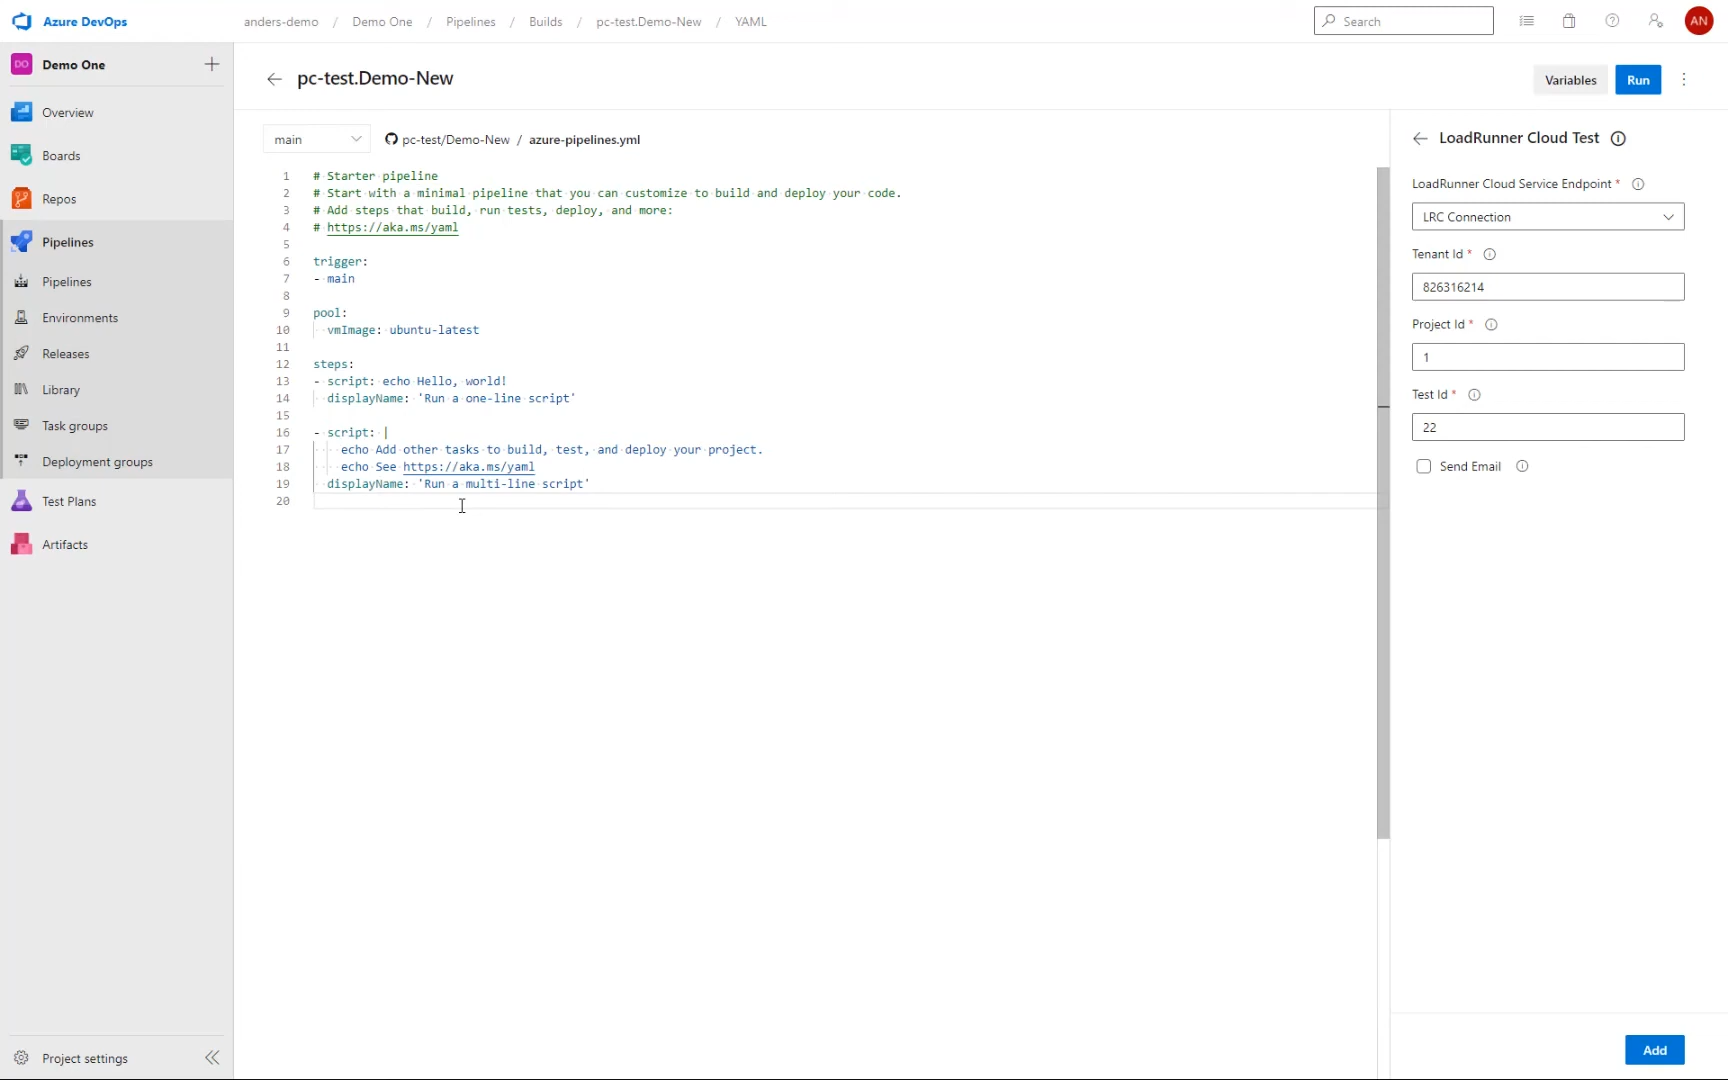 Azure DevOps
anders-demo / Demo One / Pipelines / Builds / pc-test.Demo-New / YAML
Search
AN
DO Demo One
Overview
Boards
Repos
Pipelines
Pipelines
Environments
Releases
Library
Task groups
Deployment groups
Test Plans
Artifacts
Project settings
pc-test.Demo-New
Variables
Run
main
pc-test/Demo-New / azure-pipelines.yml
1 # Starter pipeline
2 # Start with a minimal pipeline that you can customize to build and deploy your code.
3 # Add steps that build, run tests, deploy, and more:
4 # https://aka.ms/yaml
5
6 trigger:
7 - main
8
9 pool:
10 vmImage: ubuntu-latest
11
12 steps:
13 - script: echo Hello, world!
14 displayName: 'Run a one-line script'
15
16 - script: |
17 echo Add other tasks to build, test, and deploy your project.
18 echo See https://aka.ms/yaml
19 displayName: 'Run a multi-line script'
20
LoadRunner Cloud Test
LoadRunner Cloud Service Endpoint *
LRC Connection
Tenant Id *
826316214
Project Id *
1
Test Id *
22
Send Email
Add